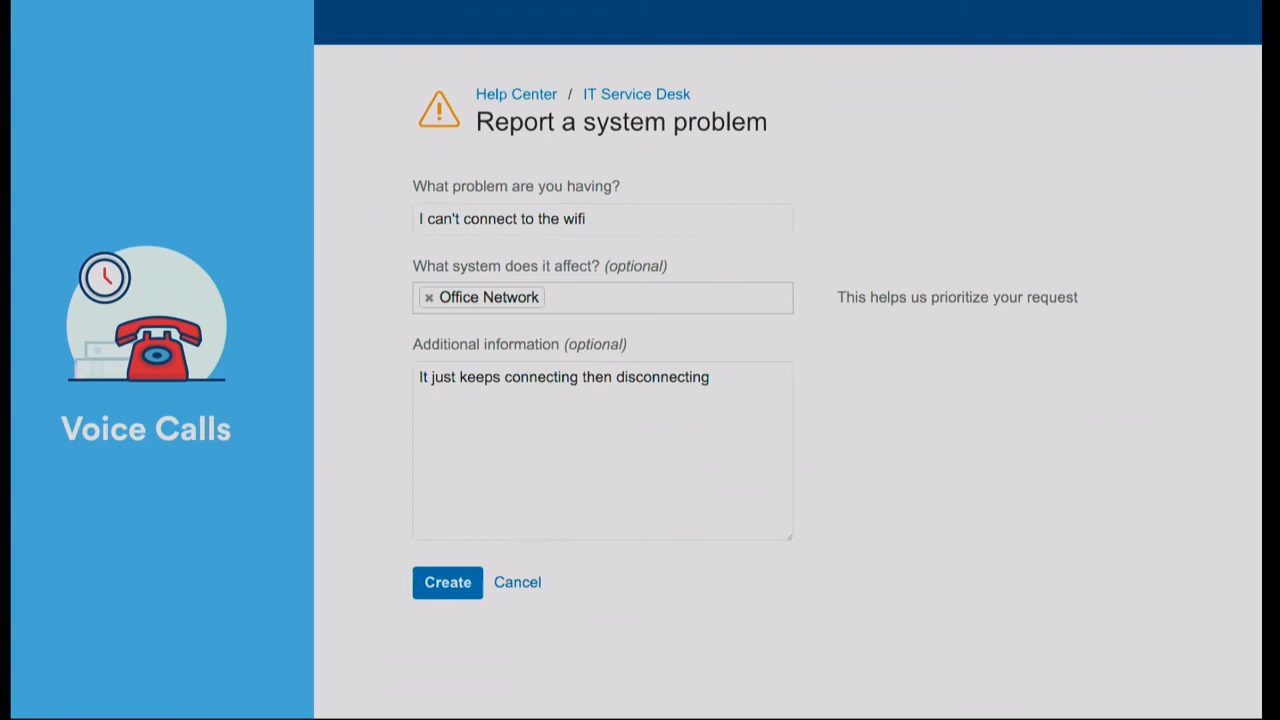 Help Center / IT Service Desk
Report a system problem
What problem are you having?
I can't connect to the wifi
What system does it affect? (optional)
Office Network
This helps us prioritize your request
Additional information (optional)
It just keeps connecting then disconnecting
Create Cancel
Voice Calls